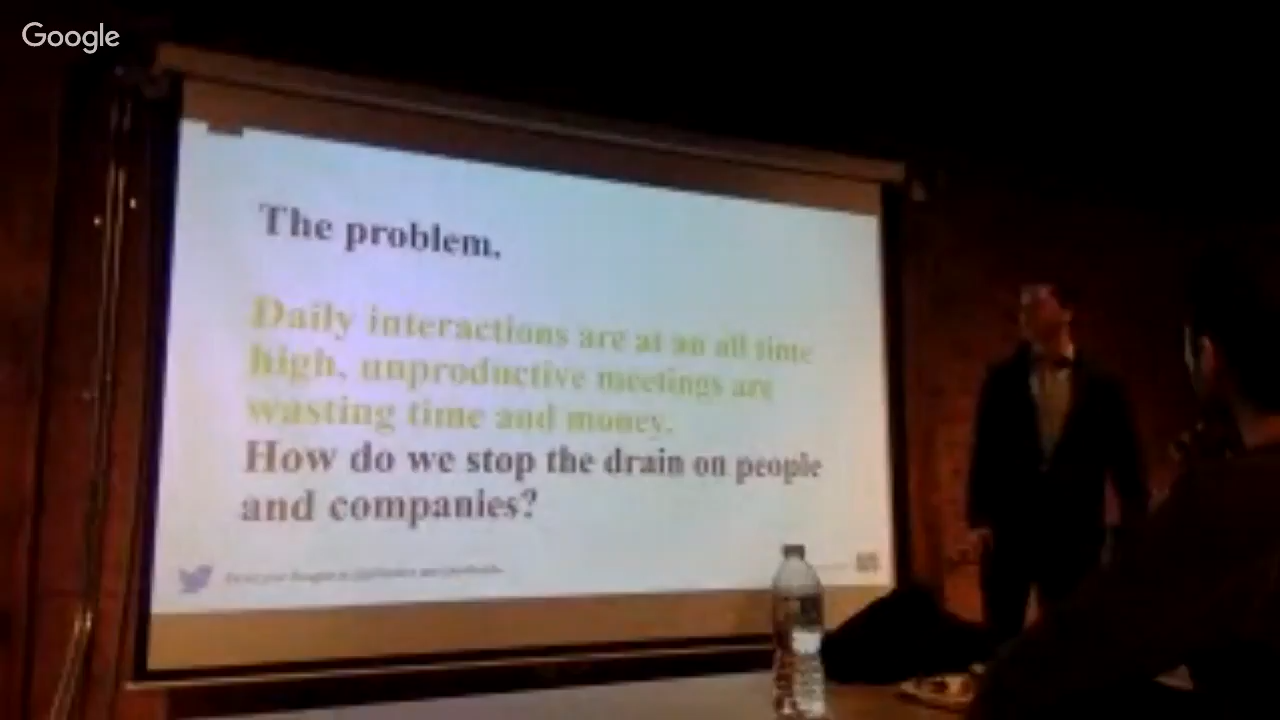 Google
The problem.
Daily interactions are at an all time
high, unproductive meetings are
wasting time and money.
How do we stop the drain on people
and companies?